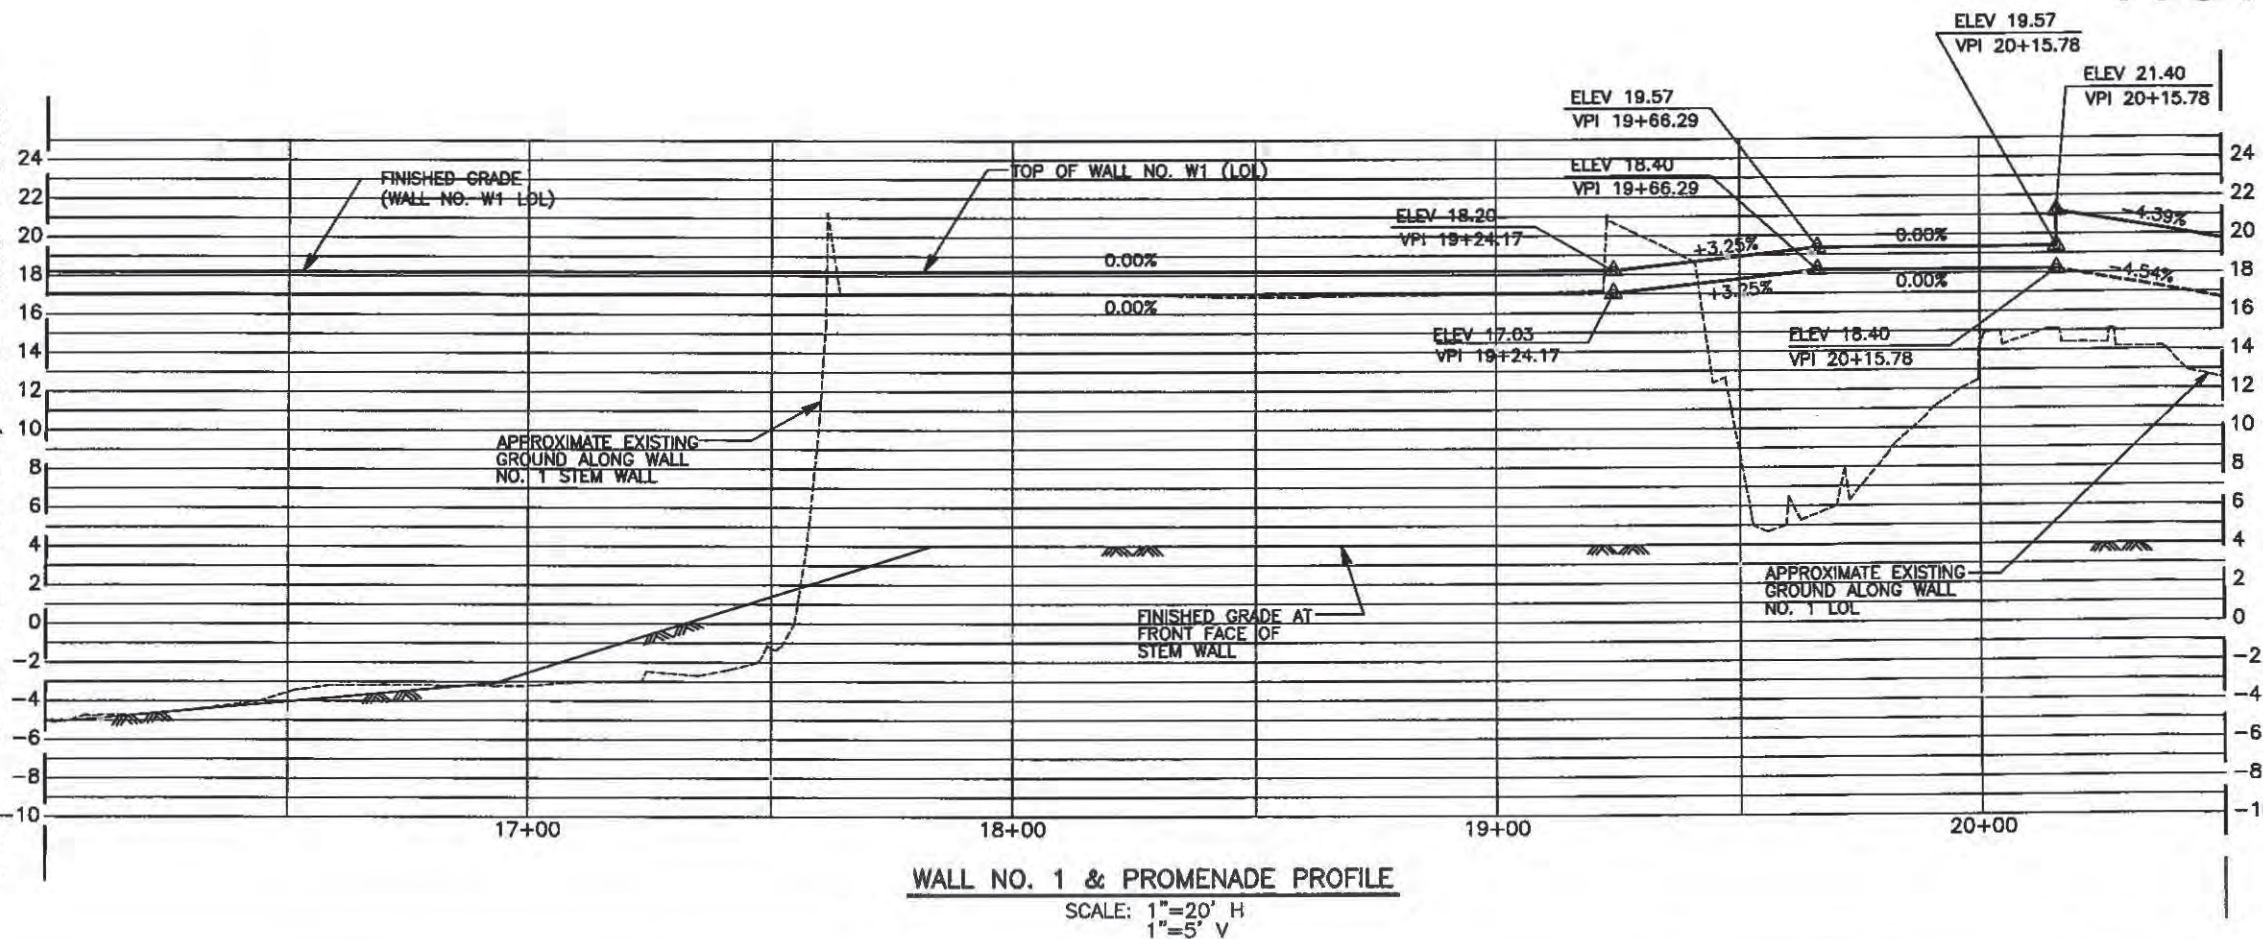 ELEV 19.57
VPI 20+15.78
ELEV 21.40
VPI 20+15.78
ELEV 19.57
VPI 19+66.29
ELEV 18.40
VPI 19+66.29
ELEV 18.20
VPI 19+24.17
FINISHED GRADE
(WALL NO. W1 LOL)
TOP OF WALL NO. W1 (LOL)
0.00%
+3.25%
0.00%
-4.39%
0.00%
+3.25%
0.00%
-4.54%
ELEV 17.03
VPI 19+24.17
ELEV 18.40
VPI 20+15.78
APPROXIMATE EXISTING
GROUND ALONG WALL
NO. 1 STEM WALL
FINISHED GRADE AT
FRONT FACE OF
STEM WALL
APPROXIMATE EXISTING
GROUND ALONG WALL
NO. 1 LOL
24
22
20
18
16
14
12
10
8
6
4
2
0
-2
-4
-6
-8
-10
24
22
20
18
16
14
12
10
8
6
4
2
0
-2
-4
-6
-8
17+00
18+00
19+00
20+00
WALL NO. 1 & PROMENADE PROFILE
SCALE: 1"=20' H
1"=5' V